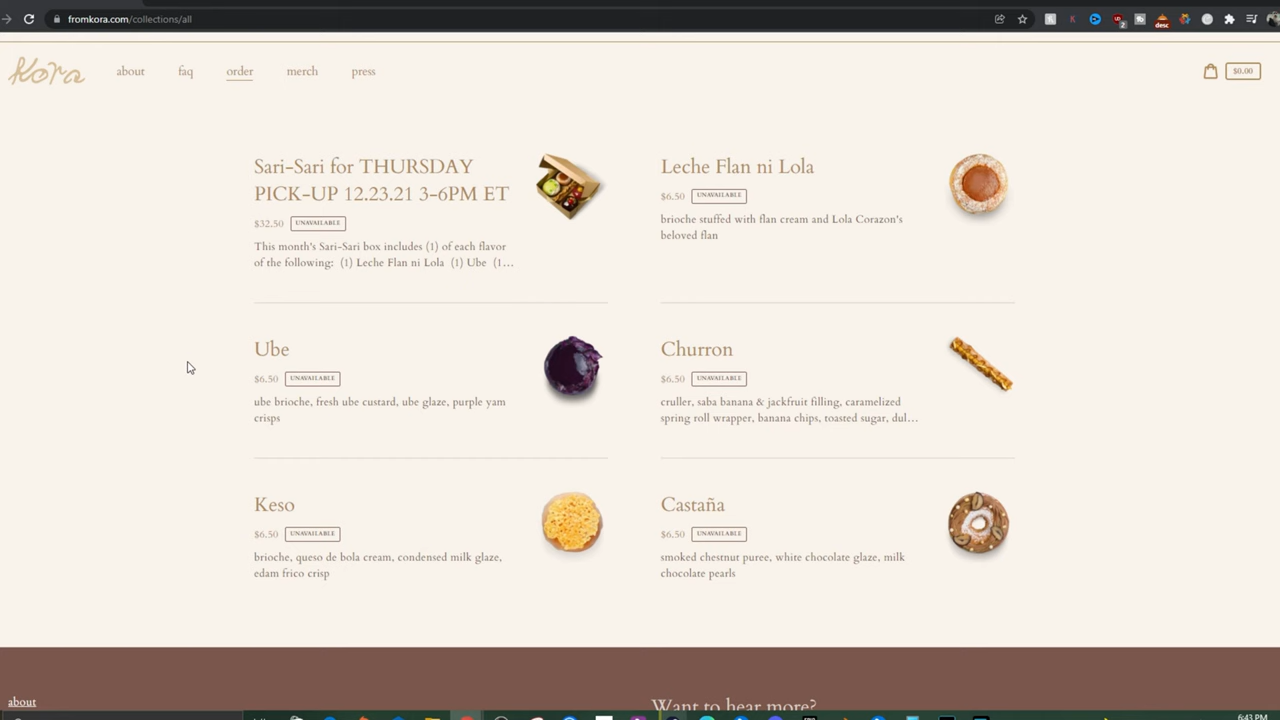 fromkora.com/collections/all
2
desc
Kora
about
faq
order
merch
press
$0.00
Sari-Sari for THURSDAY
PICK-UP 12.23.21 3-6PM ET
$32.50 UNAVAILABLE
This month's Sari-Sari box includes (1) of each flavor
of the following: (1) Leche Flan ni Lola (1) Ube (1...
Leche Flan ni Lola
$6.50 UNAVAILABLE
brioche stuffed with flan cream and Lola Corazon's
beloved flan
Ube
$6.50 UNAVAILABLE
ube brioche, fresh ube custard, ube glaze, purple yam
crisps
Churron
$6.50 UNAVAILABLE
cruller, saba banana & jackfruit filling, caramelized
spring roll wrapper, banana chips, toasted sugar, dul...
Keso
$6.50 UNAVAILABLE
brioche, queso de bola cream, condensed milk glaze,
edam frico crisp
Castaña
$6.50 UNAVAILABLE
smoked chestnut puree, white chocolate glaze, milk
chocolate pearls
about
Want to hear more?
6:43 PM